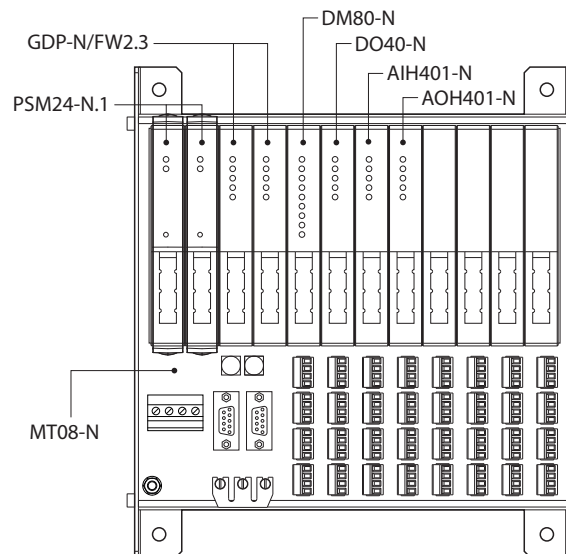 DM80-N
GDP-N/FW2.3
DO40-N
AIH401-N
PSM24-N.1
AOH401-N
MT08-N